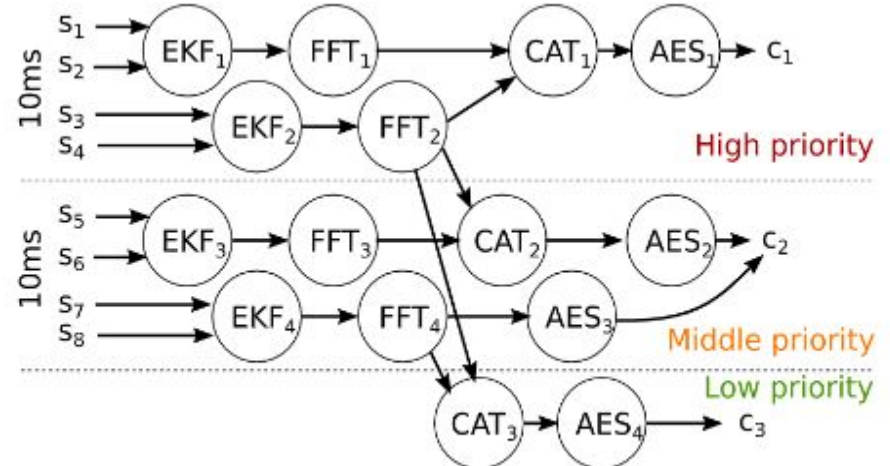 10ms
s1
s2
EKF1
FFT1
CAT1
AES1
c1
s3
s4
EKF2
FFT2
High priority
10ms
s5
s6
EKF3
FFT3
CAT2
AES2
c2
s7
s8
EKF4
FFT4
AES3
Middle priority
Low priority
CAT3
AES4
c3